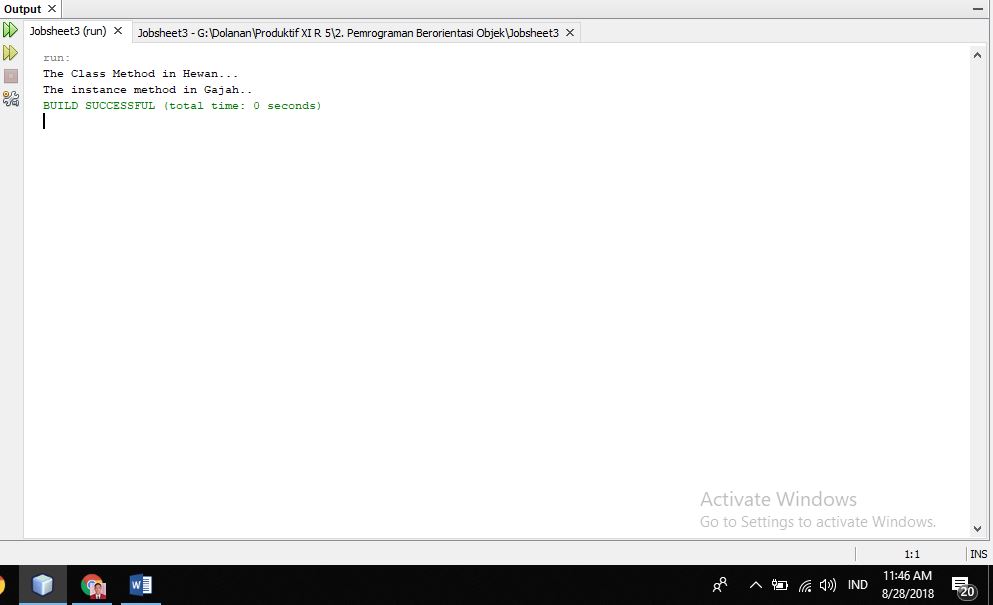 Output
Jobsheet3 (run)
Jobsheet3 - G:\Dolanan\Produktif XI R 5\2. Pemrograman Berorientasi Objek\Jobsheet3
run:
The Class Method in Hewan...
The instance method in Gajah..
BUILD SUCCESSFUL (total time: 0 seconds)
Activate Windows
Go to Settings to activate Windows.
1:1
INS
W
IND
11:46 AM
8/28/2018
20